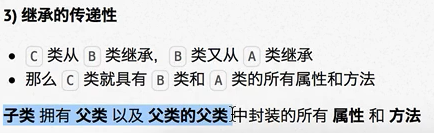 3) 继承的传递性
• C 类从 B 类继承，B 类又从 A 类继承
• 那么 C 类就具有 B 类和 A 类的所有属性和方法
子类 拥有 父类 以及 父类的父类 中封装的所有 属性 和 方法